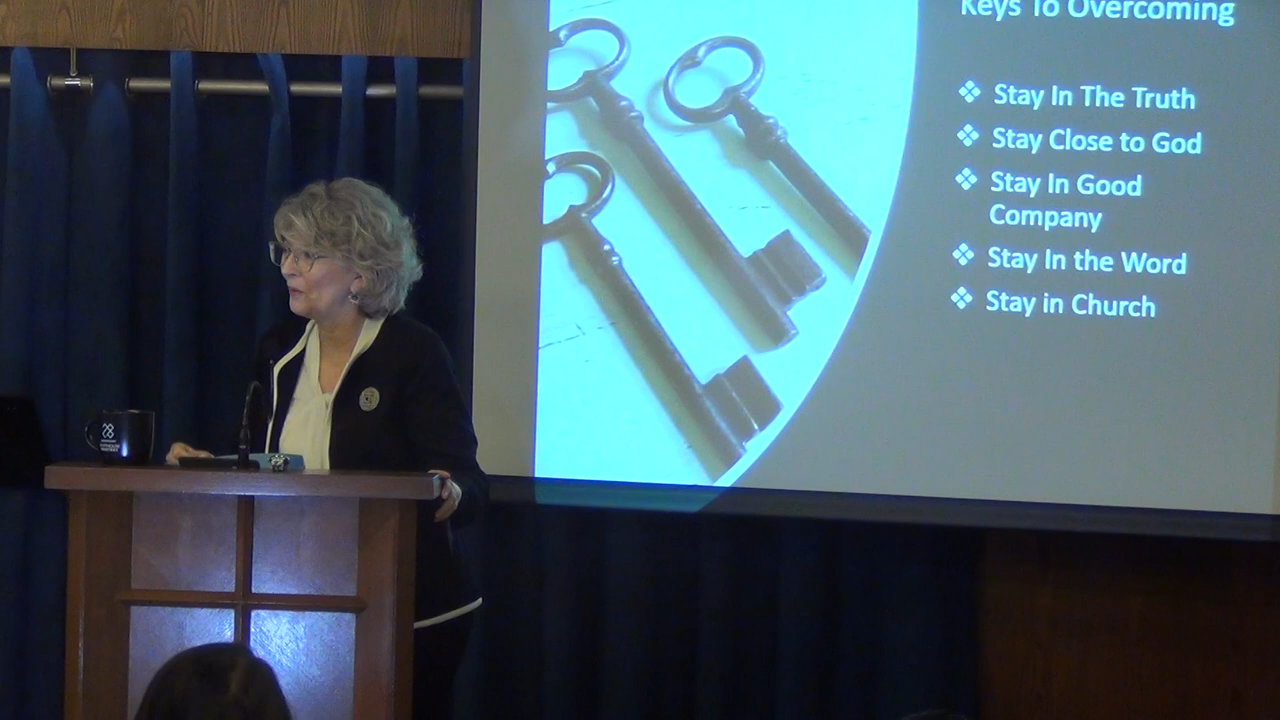 Keys To Overcoming
❖ Stay In The Truth
❖ Stay Close to God
❖ Stay In Good
Company
❖ Stay In the Word
❖ Stay in Church